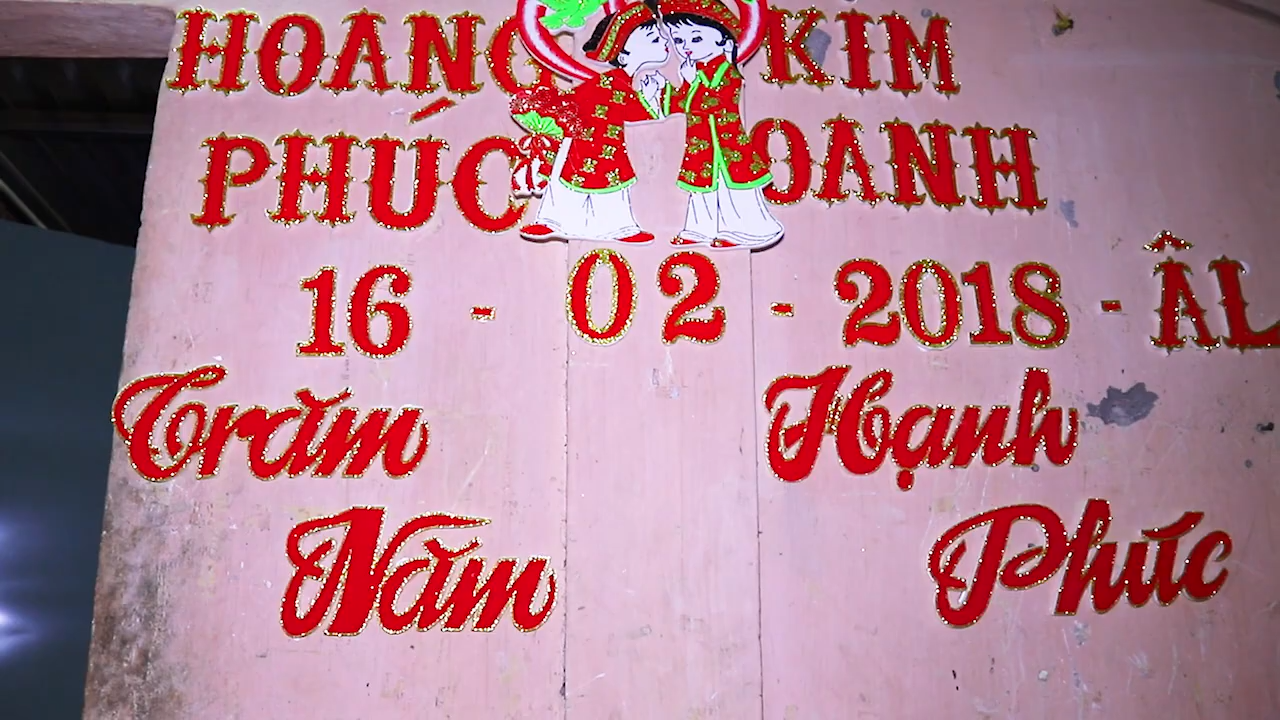 HOÀNG KIM
PHÚC OANH
16 - 02 - 2018 - ÂL
Trăm Hạnh
Năm Phúc